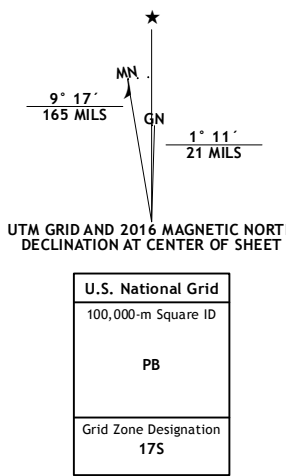 ★
MN
9° 17´
165 MILS
GN
1° 11´
21 MILS
UTM GRID AND 2016 MAGNETIC NORT
DECLINATION AT CENTER OF SHEET
U.S. National Grid
100,000-m Square ID
PB
Grid Zone Designation
17S